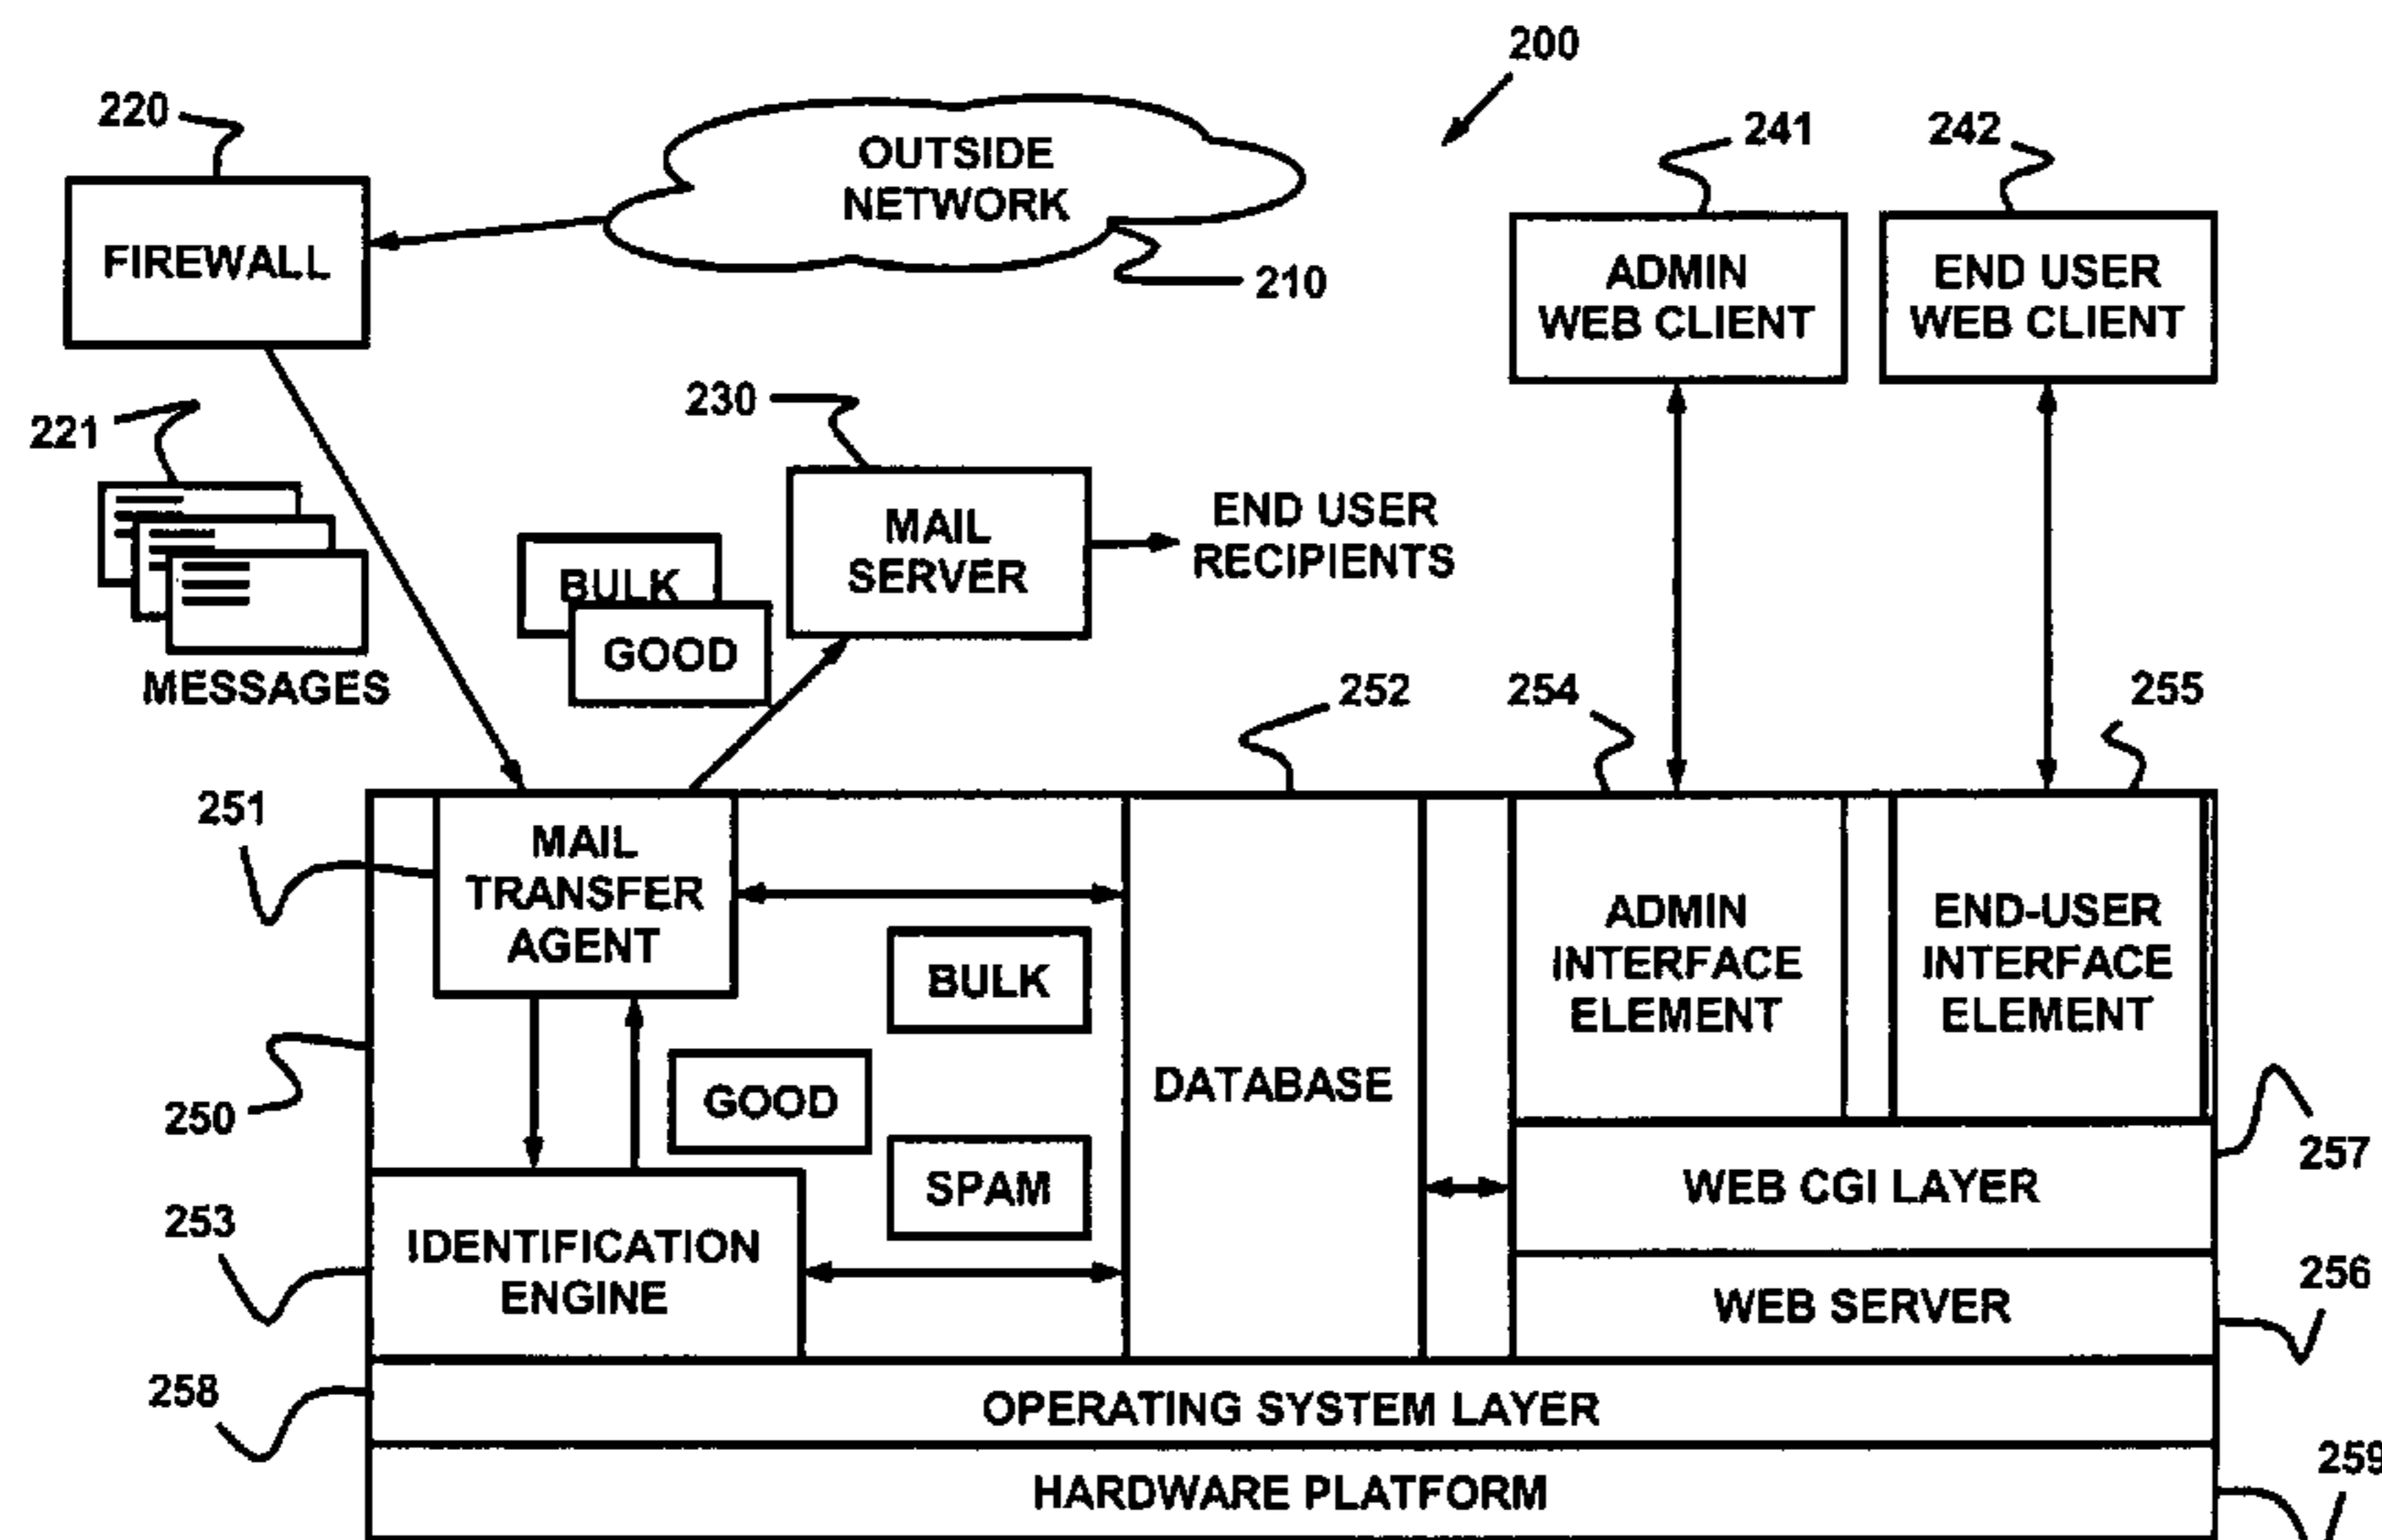 200
220
OUTSIDE
NETWORK
241
242
FIREWALL
210
ADMIN
WEB CLIENT
END USER
WEB CLIENT
221
230
MAIL
SERVER
END USER
RECIPIENTS
BULK
GOOD
MESSAGES
252
254
255
251
MAIL
TRANSFER
AGENT
ADMIN
INTERFACE
ELEMENT
END-USER
INTERFACE
ELEMENT
BULK
DATABASE
250
GOOD
257
SPAM
WEB CGI LAYER
253
IDENTIFICATION
ENGINE
256
WEB SERVER
258
OPERATING SYSTEM LAYER
259
HARDWARE PLATFORM